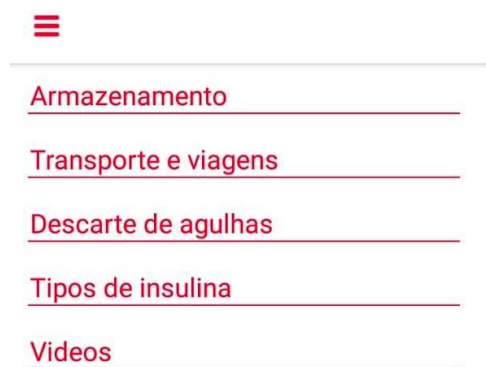 Armazenamento
Transporte e viagens
Descarte de agulhas
Tipos de insulina
Videos